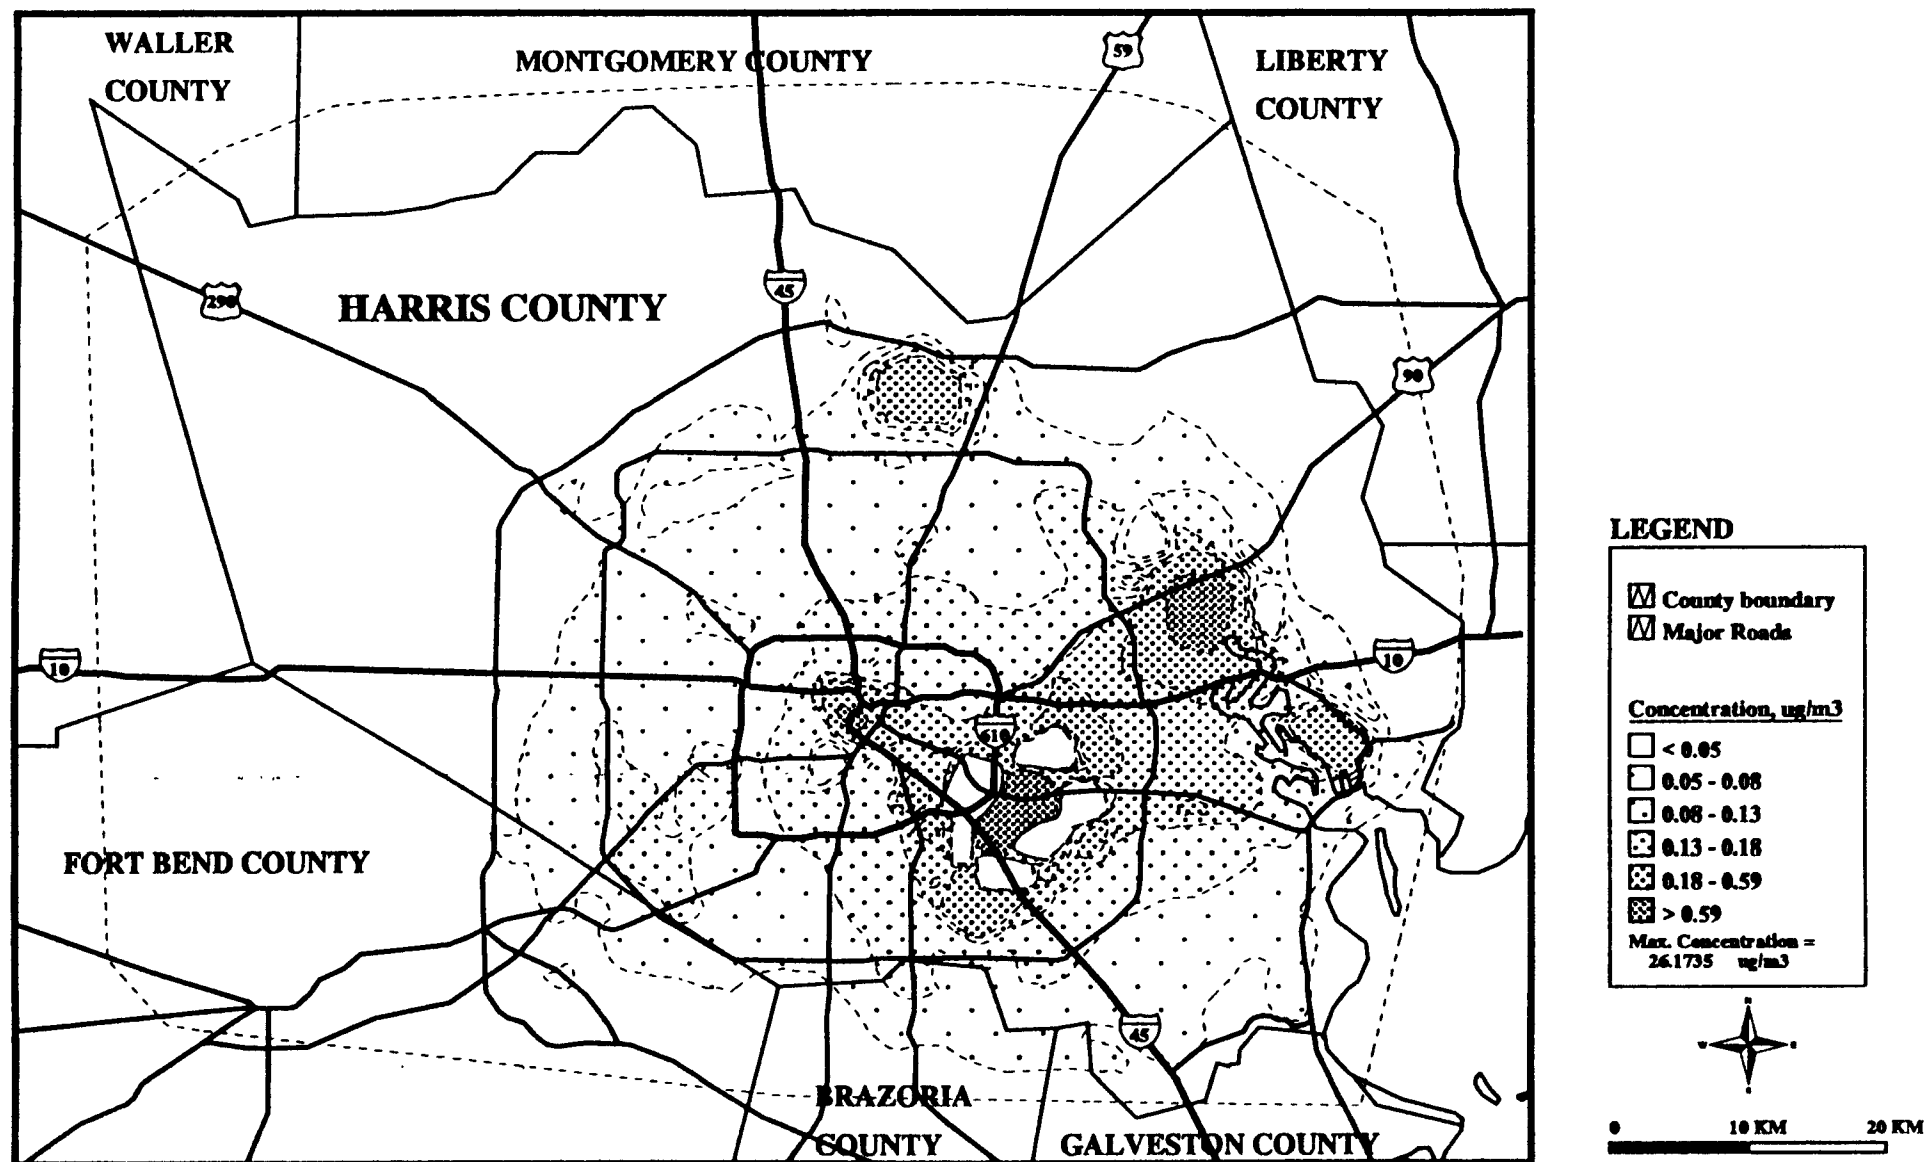 WALLER
COUNTY
MONTGOMERY COUNTY
59
LIBERTY
COUNTY
290
HARRIS COUNTY
45
90
10
10
610
FORT BEND COUNTY
45
BRAZORIA
COUNTY
GALVESTON COUNTY
LEGEND
County boundary
Major Roads
Concentration, ug/m3
< 0.05
0.05 - 0.08
0.08 - 0.13
0.13 - 0.18
0.18 - 0.59
> 0.59
Max. Concentration =
26.1735 ug/m3
N
W E
S
0 10 KM 20 KM